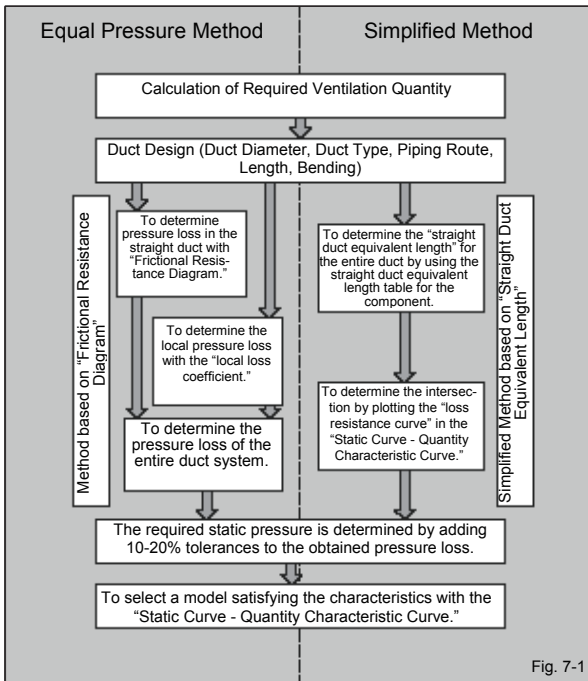 Equal Pressure Method
Simplified Method
Calculation of Required Ventilation Quantity
Duct Design (Duct Diameter, Duct Type, Piping Route,
Length, Bending)
Method based on "Frictional Resistance
Diagram"
To determine
pressure loss in the
straight duct with
"Frictional Resis-
tance Diagram."
To determine the
local pressure loss
with the "local loss
coefficient."
To determine the
pressure loss of the
entire duct system.
To determine the "straight
duct equivalent length" for
the entire duct by using the
straight duct equivalent
length table for the
component.
To determine the intersec-
tion by plotting the "loss
resistance curve" in the
"Static Curve - Quantity
Characteristic Curve."
Simplified Method based on "Straight Duct
Equivalent Length"
The required static pressure is determined by adding
10-20% tolerances to the obtained pressure loss.
To select a model satisfying the characteristics with the
"Static Curve - Quantity Characteristic Curve."
Fig. 7-1